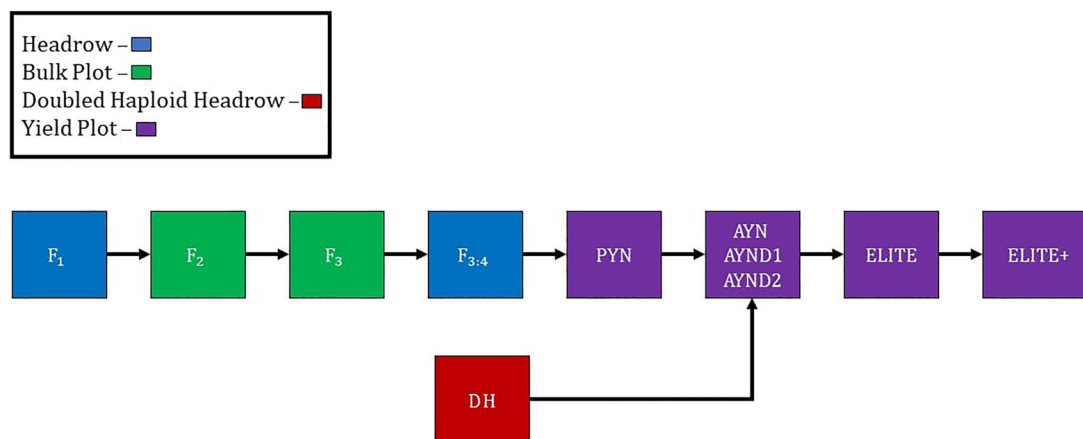 Headrow –
Bulk Plot –
Doubled Haploid Headrow –
Yield Plot –
F₁
F₂
F₃
F₃:₄
PYN
AYN
AYND1
AYND2
ELITE
ELITE+
DH